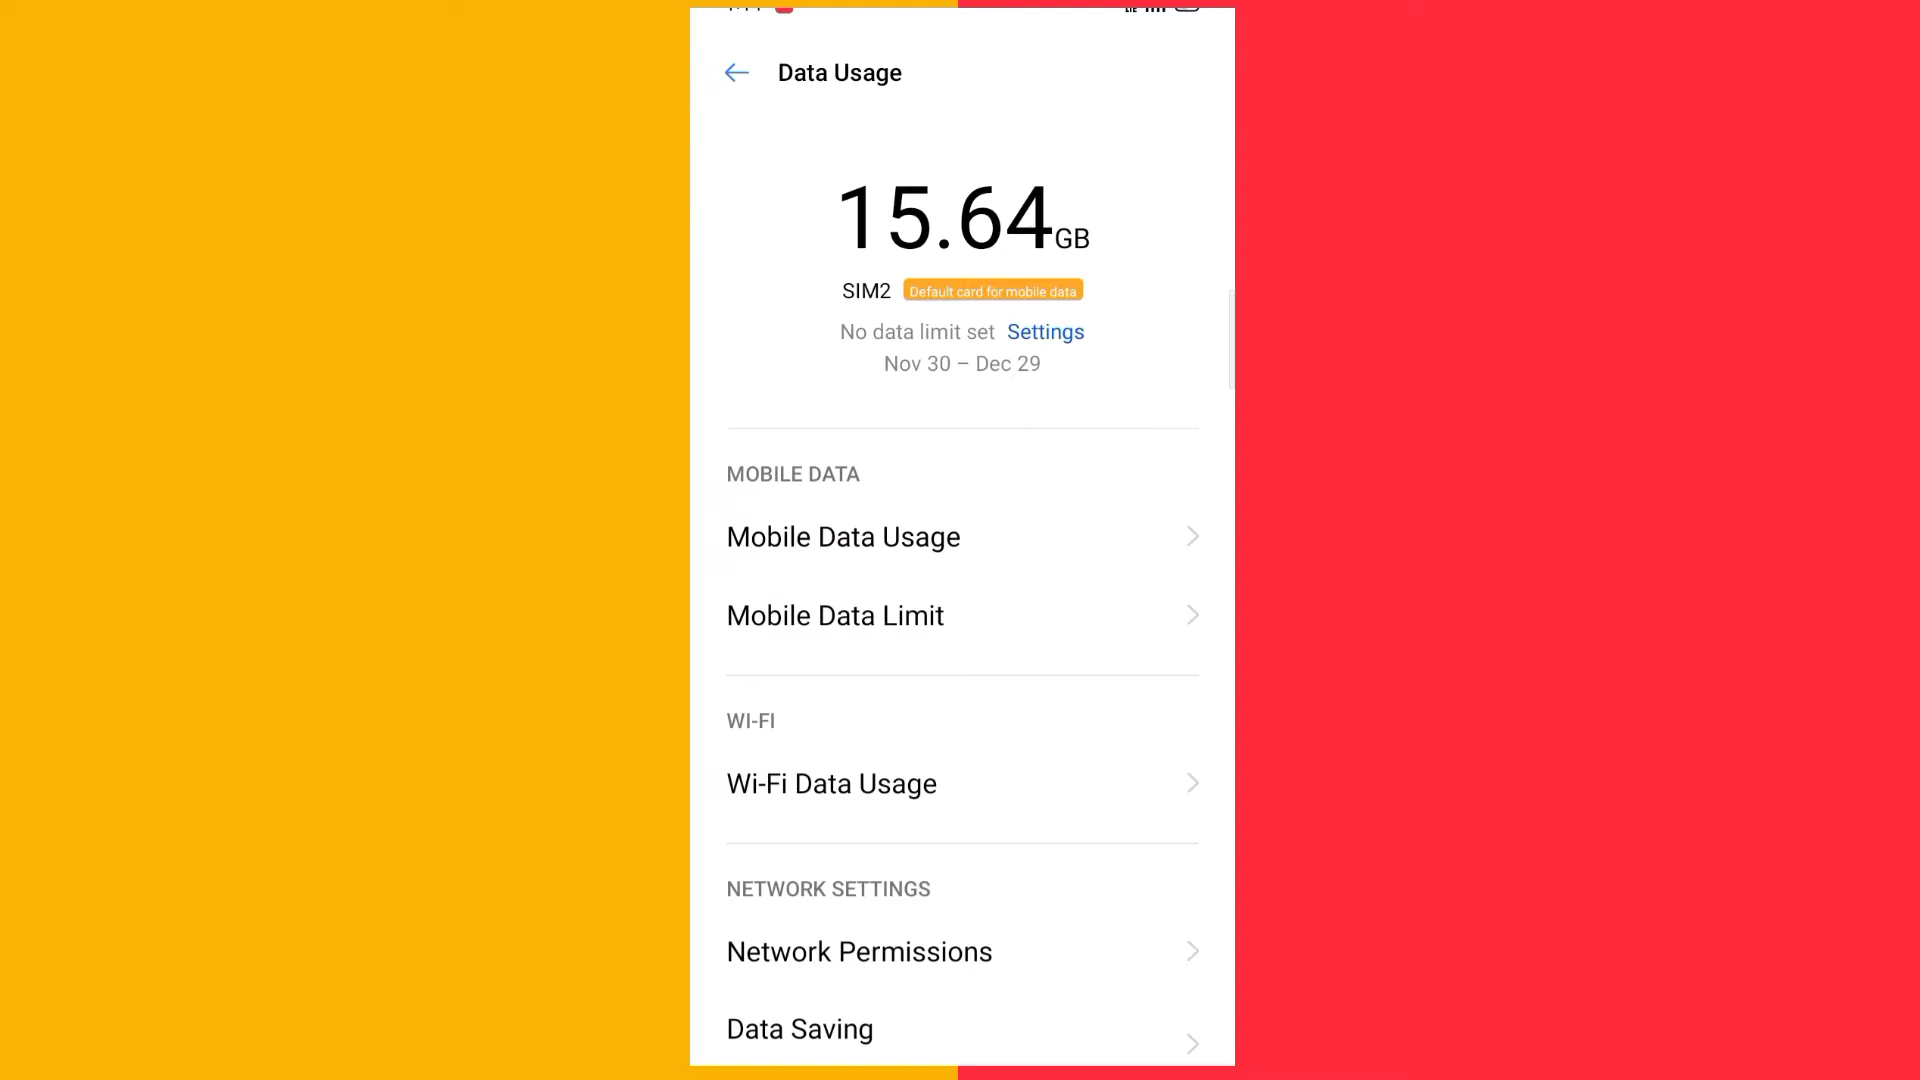 Data Usage
15.64GB
SIM2 Default card for mobile data
No data limit set Settings
Nov 30 – Dec 29
MOBILE DATA
Mobile Data Usage
Mobile Data Limit
WI-FI
Wi-Fi Data Usage
NETWORK SETTINGS
Network Permissions
Data Saving